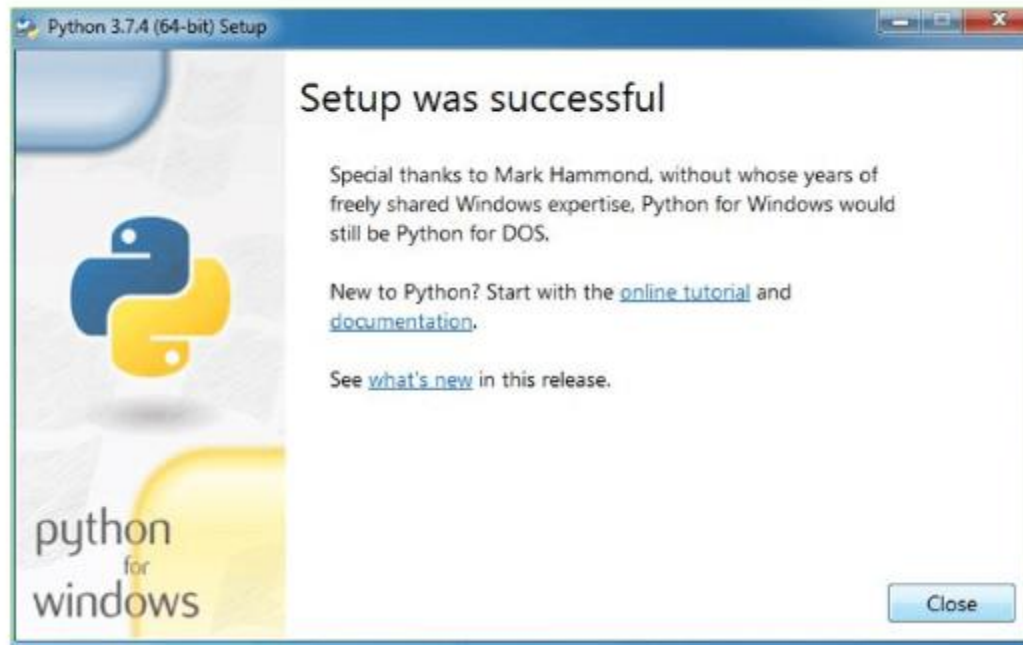 Python 3.7.4 (64-bit) Setup
Setup was successful
Special thanks to Mark Hammond, without whose years of
freely shared Windows expertise, Python for Windows would
still be Python for DOS.
New to Python? Start with the online tutorial and
documentation.
See what's new in this release.
python
for
windows
Close